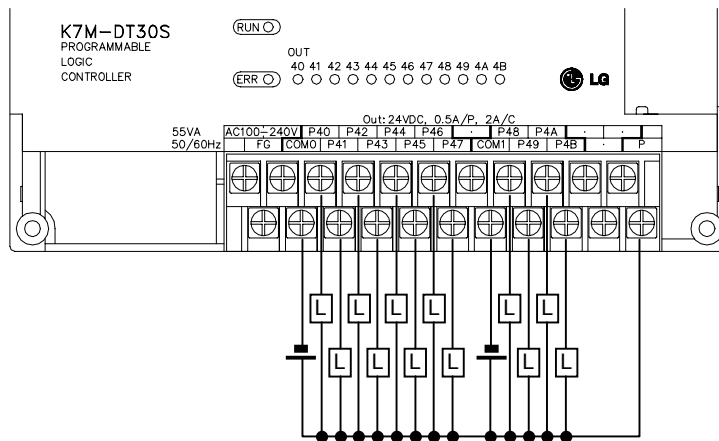 K7M-DT30S
PROGRAMMABLE
LOGIC
CONTROLLER
RUN
ERR
OUT
40 41 42 43 44 45 46 47 48 49 4A 4B
LG
Out: 24VDC, 0.5A/P, 2A/C
55VA
50/60Hz
AC100-240V P40 P42 P44 P46 · P48 P4A · ·
FG COM0 P41 P43 P45 P47 COM1 P49 P4B · P
L L L L L L
L L L L L L